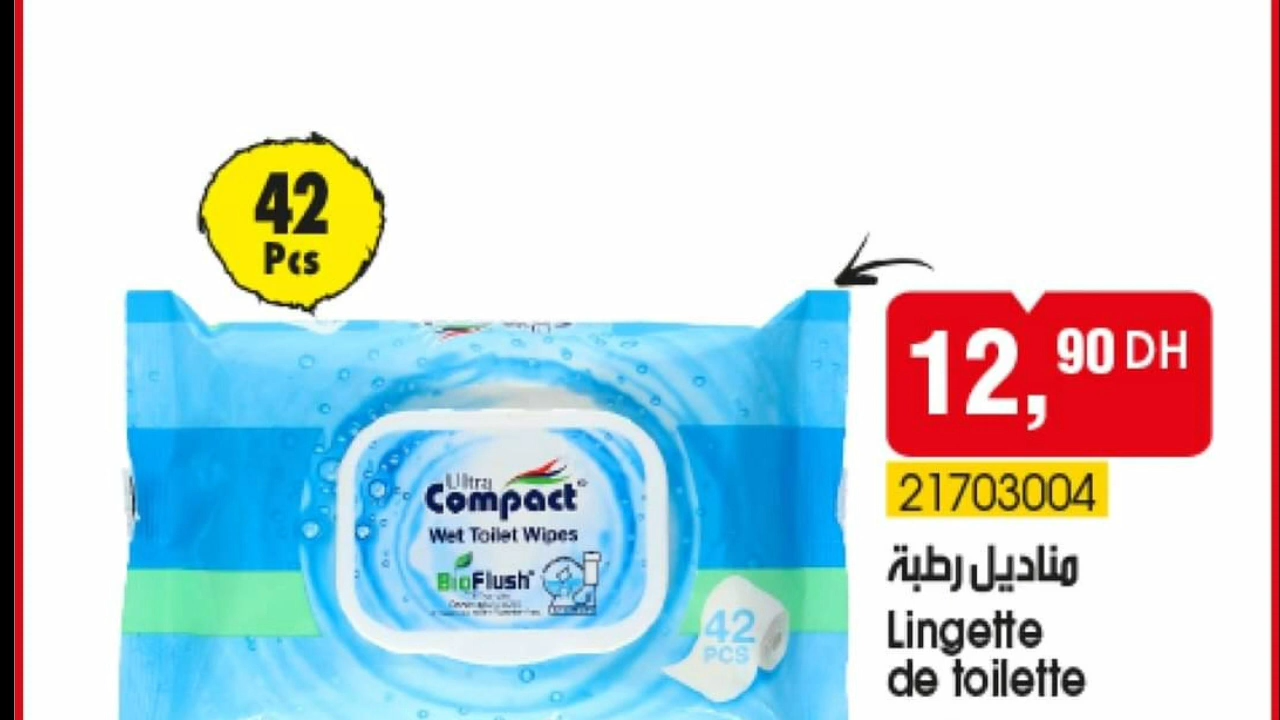 42
Pcs
12,90 DH
21703004
مناديل رطبة
Lingette
de toilette
Ultra
Compact
Wet Toilet Wipes
BioFlush
42
PCS